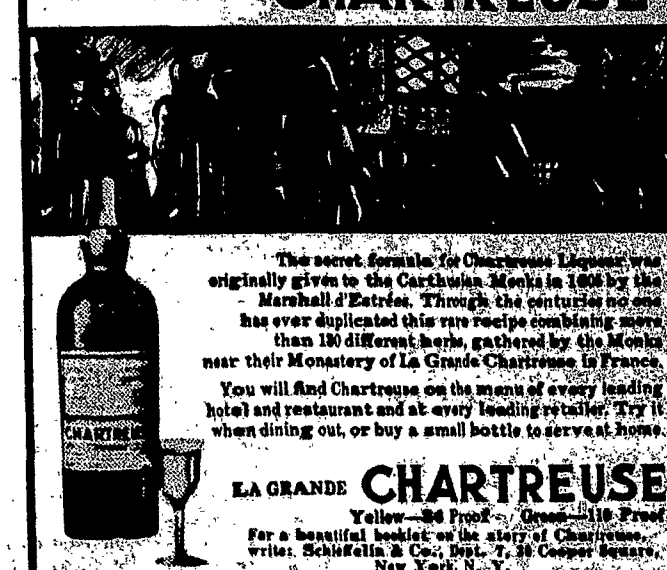 CHARTREUSE
The secret formula for Chartreuse Liqueur was
originally given to the Carthusian Monks in 1605 by the
Marshall d'Estrées. Through the centuries no one
has ever duplicated this rare recipe combining more
than 130 different herbs, gathered by the Monks
near their Monastery of La Grande Chartreuse in France.
You will find Chartreuse on the menu of every leading
hotel and restaurant and at every leading retailer. Try it
when dining out, or buy a small bottle to serve at home.
CHARTREUSE
LA GRANDE CHARTREUSE
Yellow—86 Proof Green—110 Proof
For a beautiful booklet on the story of Chartreuse,
write: Schieffelin & Co., Dept. T, 30 Cooper Square,
New York, N. Y.